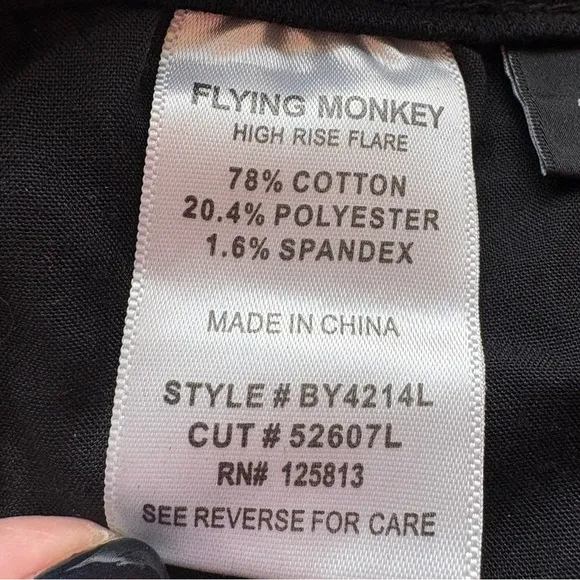 FLYING MONKEY
HIGH RISE FLARE
78% COTTON
20.4% POLYESTER
1.6% SPANDEX
MADE IN CHINA
STYLE # BY4214L
CUT # 52607L
RN# 125813
SEE REVERSE FOR CARE